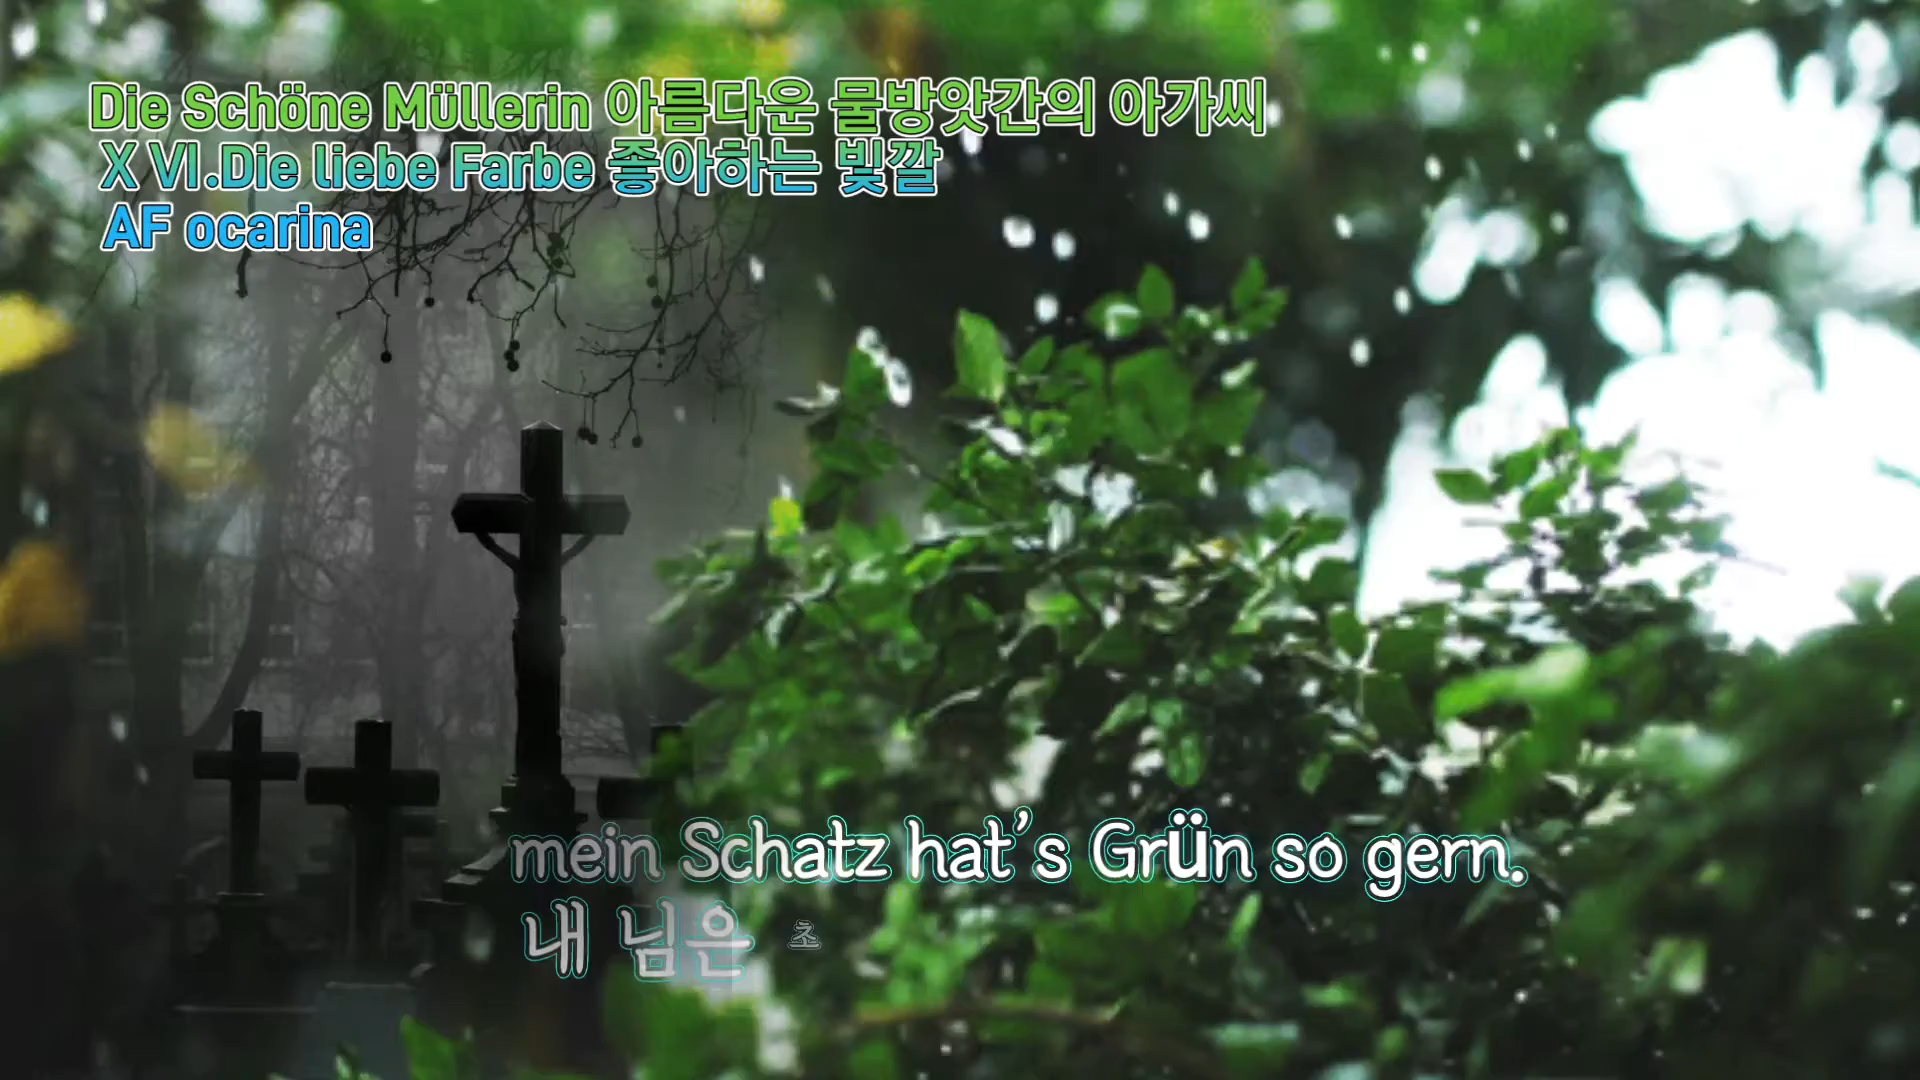 Die Schöne Müllerin 아름다운 물방앗간의 아가씨
X VI.Die liebe Farbe 좋아하는 빛깔
AF ocarina
mein Schatz hat's Grün so gern.
내 님은 초